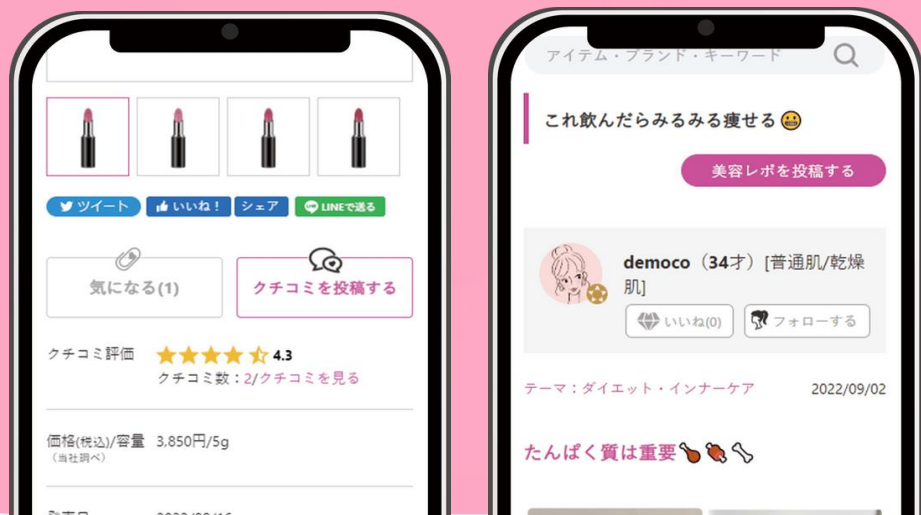 ツイート
いいね！
シェア
LINEで送る
気になる(1)
クチコミを投稿する
クチコミ評価 4.3
クチコミ数：2/クチコミを見る
価格(税込)/容量 3,850円/5g
（当社調べ）
アイテム・ブランド・キーワード
これ飲んだらみるみる痩せる😬
美容レポを投稿する
democo（34才）[普通肌/乾燥
肌]
いいね(0)
フォローする
テーマ：ダイエット・インナーケア 2022/09/02
たんぱく質は重要🍗🍖🦴